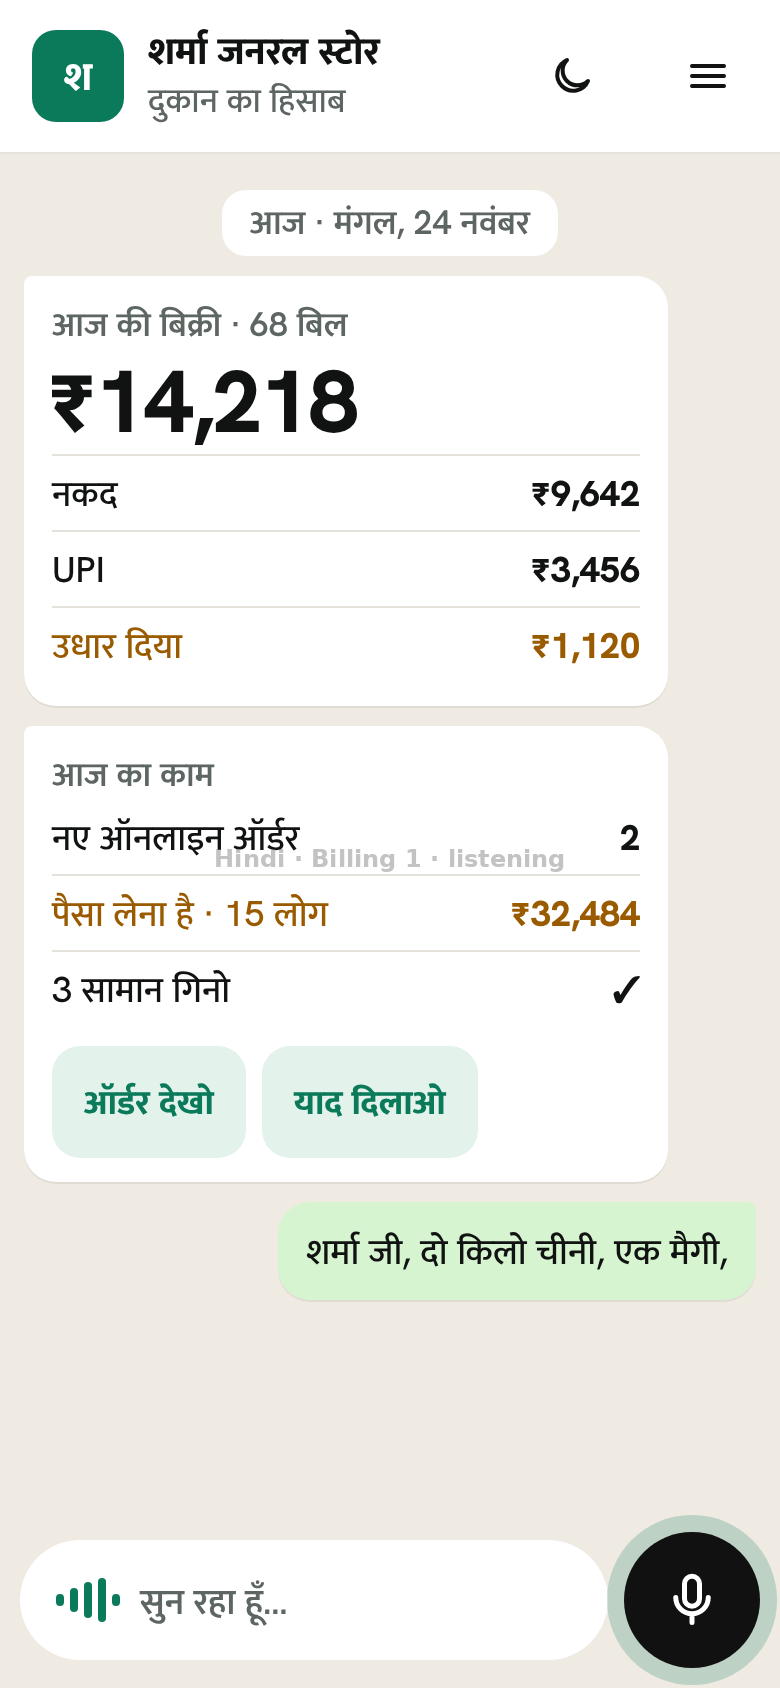 श
शर्मा जनरल स्टोर
दुकान का हिसाब
आज · मंगल, 24 नवंबर
आज की बिक्री · 68 बिल
₹14,218
नकद ₹9,642
UPI ₹3,456
उधार दिया ₹1,120
आज का काम
नए ऑनलाइन ऑर्डर 2
Hindi · Billing 1 · listening
पैसा लेना है · 15 लोग ₹32,484
3 सामान गिनो ✓
ऑर्डर देखो याद दिलाओ
शर्मा जी, दो किलो चीनी, एक मैगी,
सुन रहा हूँ...